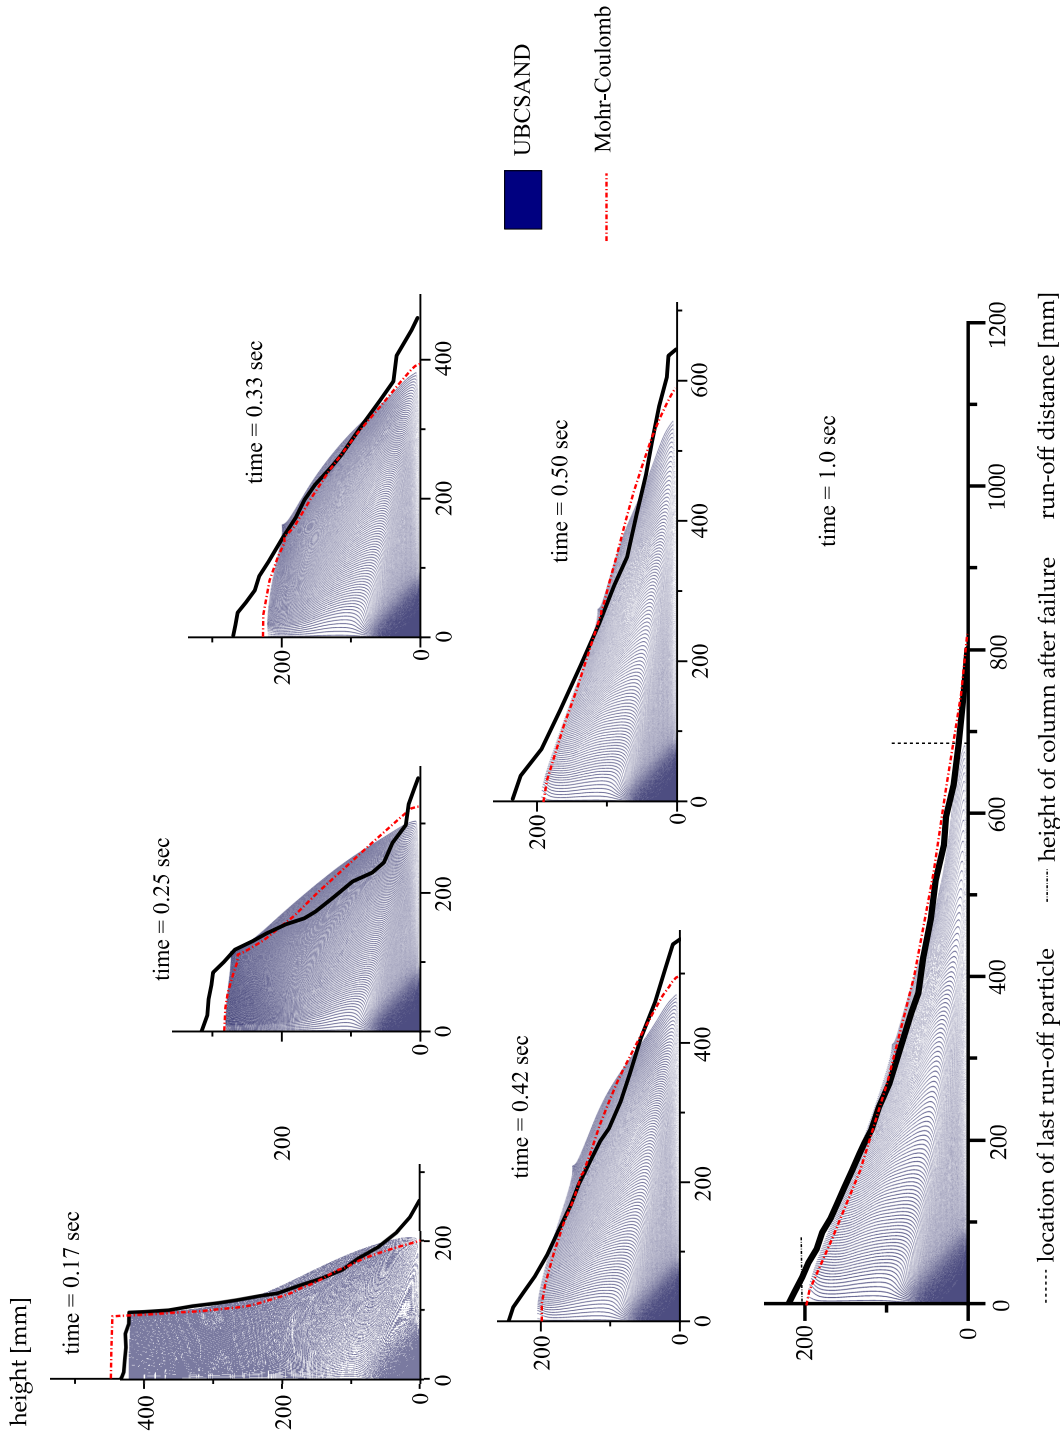 height [mm]
time = 0.17 sec
400
200
0
0
200
200
time = 0.25 sec
0
0
200
time = 0.33 sec
200
0
0
200
400
time = 0.42 sec
200
0
0
200
400
time = 0.50 sec
200
0
0
200
400
600
UBCSAND
Mohr-Coulomb
time = 1.0 sec
200
0
0
200
400
600
800
1000
1200
location of last run-off particle
height of column after failure
run-off distance [mm]